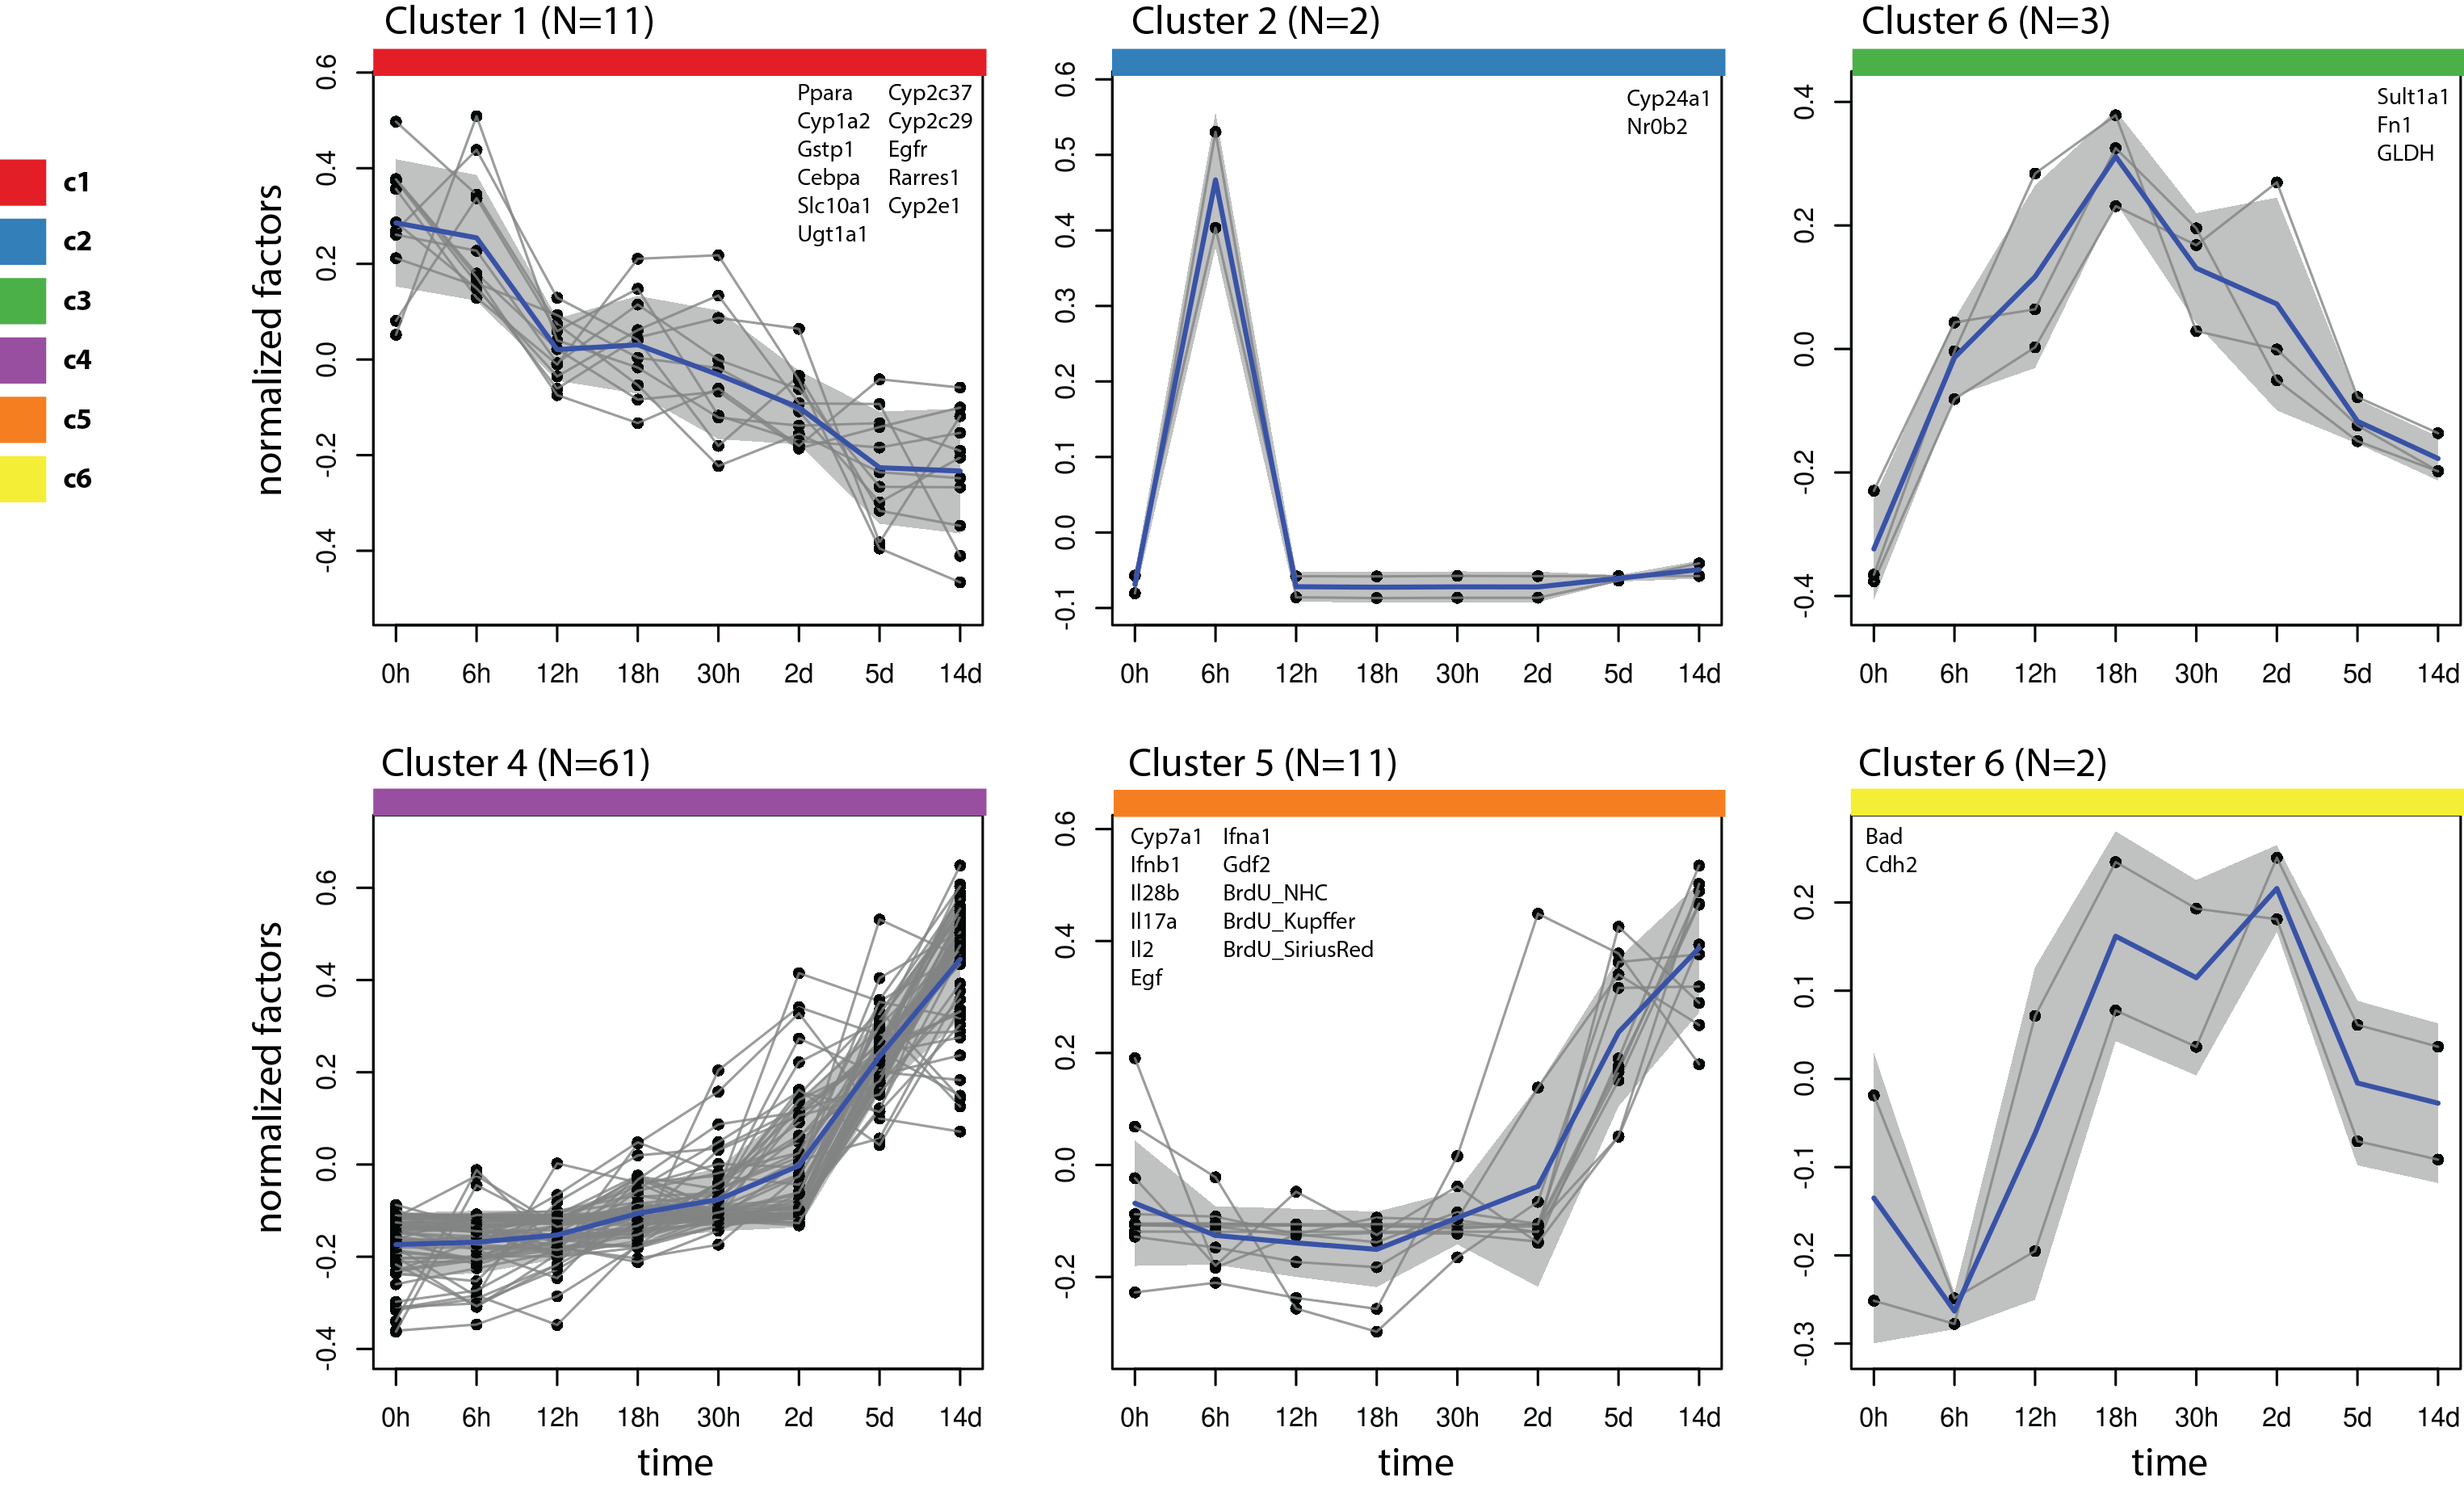 c1
c2
c3
c4
c5
c6
Cluster 1 (N=11)
normalized factors
0.6
0.4
0.2
0.0
-0.2
-0.4
Ppara Cyp2c37
Cyp1a2 Cyp2c29
Gstp1 Egfr
Cebpa Rarres1
Slc10a1 Cyp2e1
Ugt1a1
0h 6h 12h 18h 30h 2d 5d 14d
Cluster 2 (N=2)
0.6
0.5
0.4
0.3
0.2
0.1
0.0
-0.1
Cyp24a1
Nr0b2
0h 6h 12h 18h 30h 2d 5d 14d
Cluster 6 (N=3)
0.4
0.2
0.0
-0.2
-0.4
Sult1a1
Fn1
GLDH
0h 6h 12h 18h 30h 2d 5d 14d
Cluster 4 (N=61)
normalized factors
0.6
0.4
0.2
0.0
-0.2
-0.4
0h 6h 12h 18h 30h 2d 5d 14d
time
Cluster 5 (N=11)
0.6
0.4
0.2
0.0
-0.2
Cyp7a1 Ifna1
Ifnb1 Gdf2
Il28b BrdU_NHC
Il17a BrdU_Kupffer
Il2 BrdU_SiriusRed
Egf
0h 6h 12h 18h 30h 2d 5d 14d
time
Cluster 6 (N=2)
0.2
0.1
0.0
-0.1
-0.2
-0.3
Bad
Cdh2
0h 6h 12h 18h 30h 2d 5d 14d
time